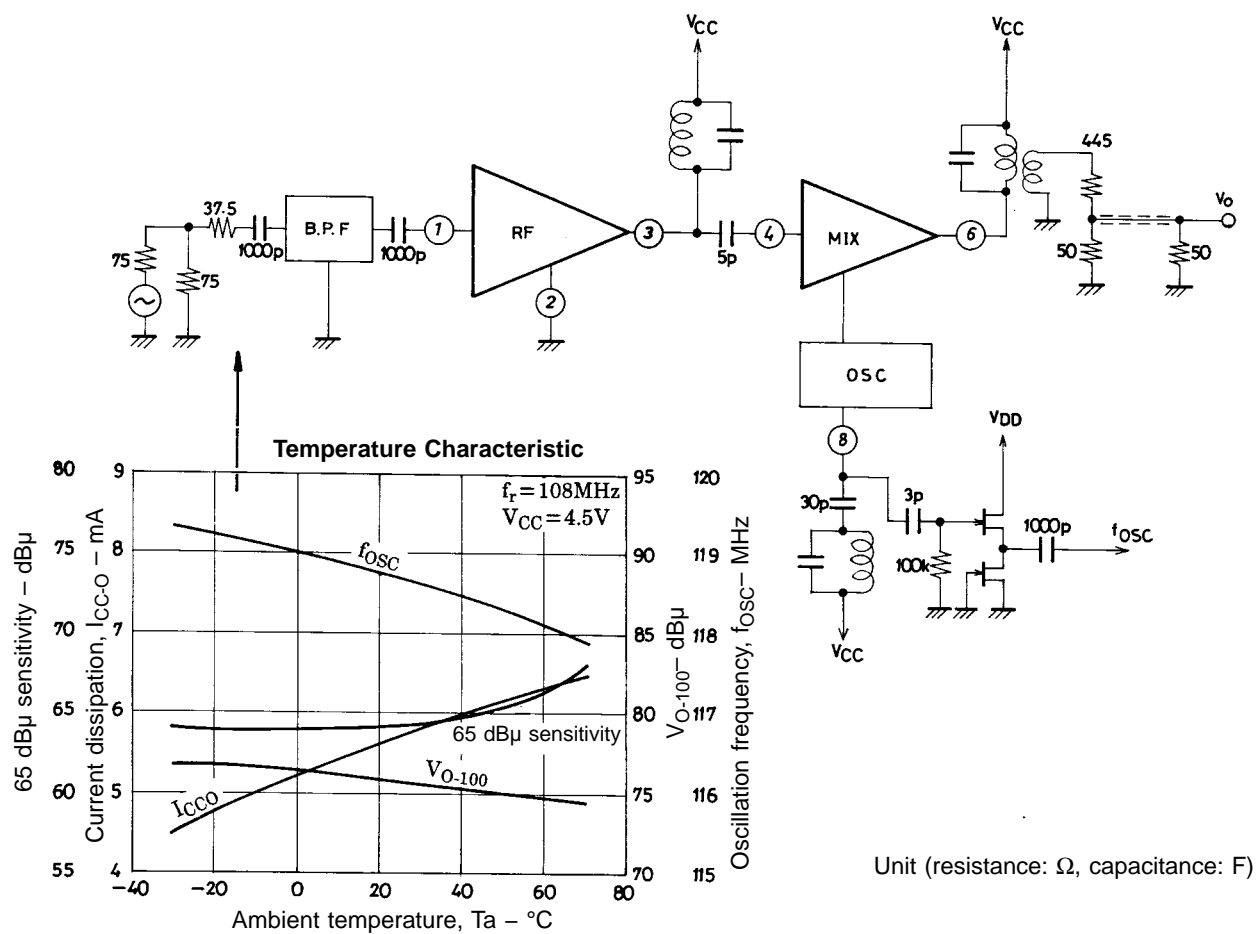 VCC
VCC
445
37.5
1000p
B.P.F
1000p
1
RF
3
5p
4
MIX
6
Vo
50
50
75
75
2
OSC
8
VDD
30p
3p
1000p
fOSC
100k
VCC
Temperature Characteristic
fr = 108MHz
VCC = 4.5V
fOSC
65 dBμ sensitivity
VO-100
ICCO
65 dBμ sensitivity – dBμ
80
75
70
65
60
55
Current dissipation, ICC-O – mA
9
8
7
6
5
4
95
90
85
80
75
70
VO-100– dBμ
120
119
118
117
116
115
Oscillation frequency, fOSC– MHz
–40
–20
0
20
40
60
80
Ambient temperature, Ta – °C
Unit (resistance: Ω, capacitance: F)